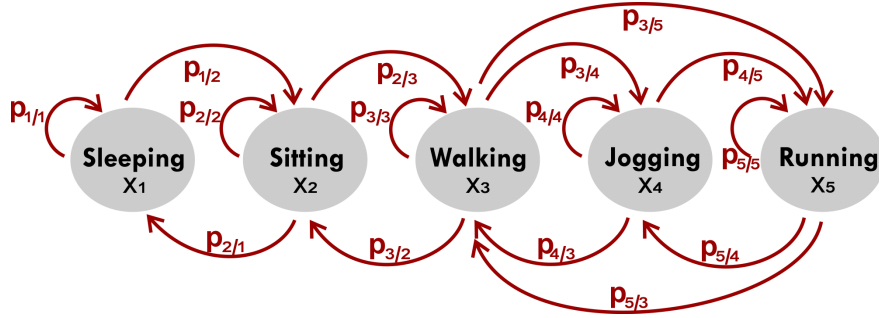 p3/5
p1/2
p2/3
p3/4
p4/5
p1/1
p2/2
p3/3
p4/4
p5/5
Sleeping
X1
Sitting
X2
Walking
X3
Jogging
X4
Running
X5
p2/1
p3/2
p4/3
p5/4
p5/3